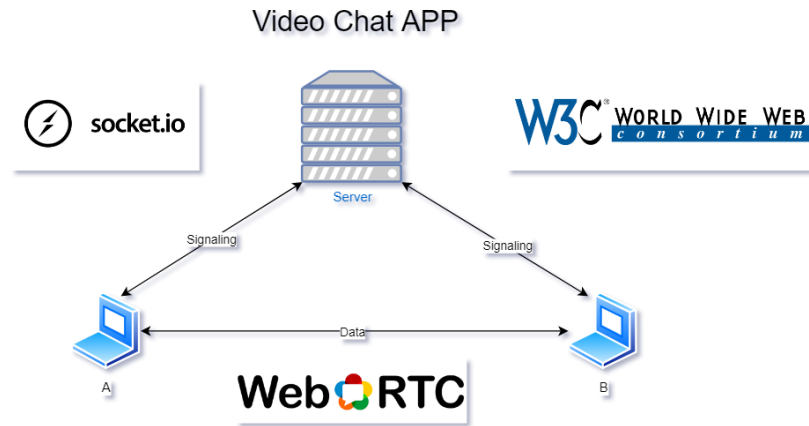 Video Chat APP
socket.io
W3C® WORLD WIDE WEB
consortium
Server
Signaling
Signaling
Data
A
B
Web RTC